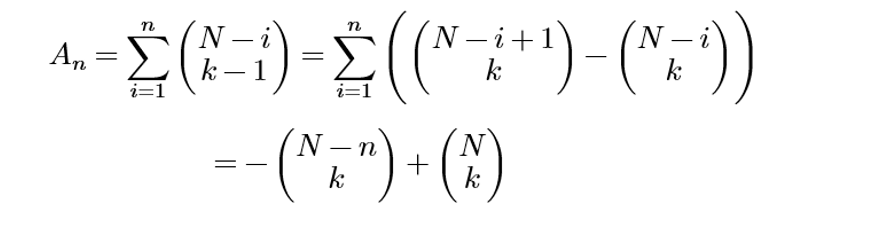 $A_n = \sum_{i=1}^{n} \binom{N-i}{k-1} = \sum_{i=1}^{n} \left( \binom{N-i+1}{k} - \binom{N-i}{k} \right)$
$= -\binom{N-n}{k} + \binom{N}{k}$